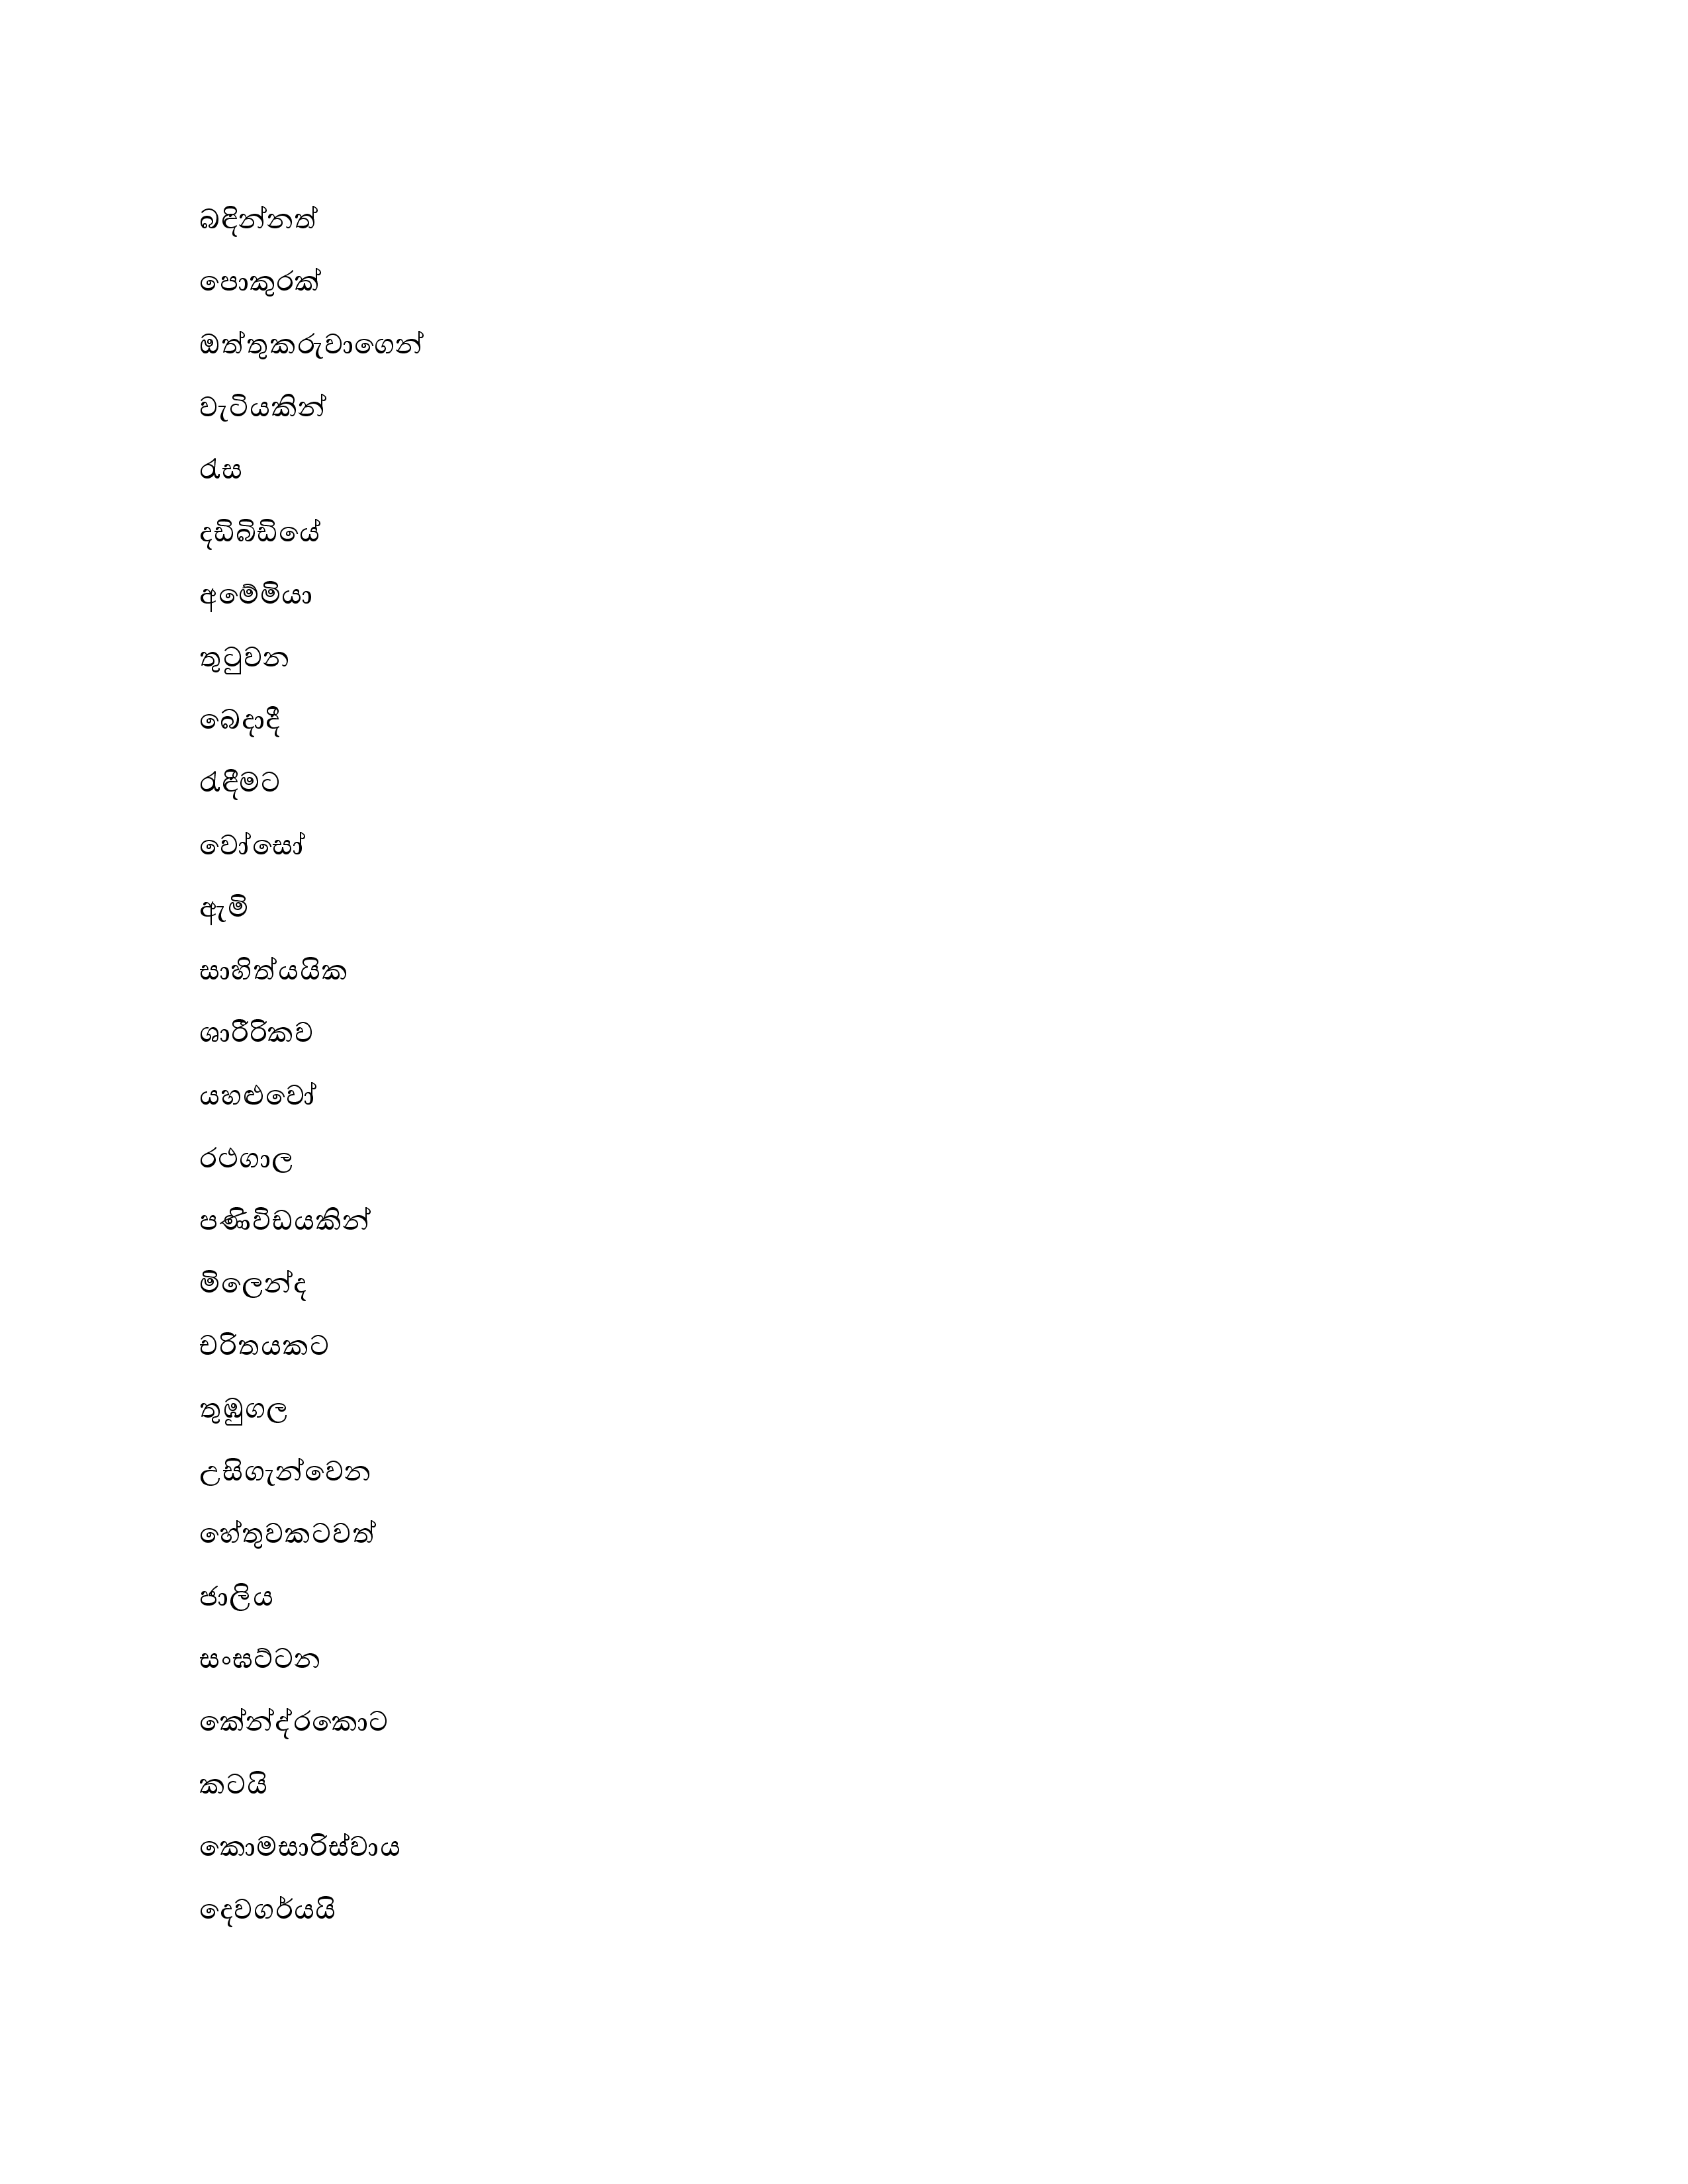 බඳින්නත්
පොකුරක්
ඔත්තුකරුවාගෙන්
වැටියකින්
රැස
දඩිබිඩියේ
අමේමියා
තුටුවන
බෙදාදී
රැඳීමට
වෝසෝ
ඇමි
සාහිත්යයික
ශාරීරිකව
යහළුවෝ
රථගාල
පණිවිඩයකින්
මිලෙන්ද
චරිතයකට
තුඹුගල
උසිගැන්වෙන
හේතුවකටවත්
ජාලිය
සංඝට්ටන
කේන්ද්රකොට
කටයි
කොමසාරිස්වාය
දෙවගර්යයි